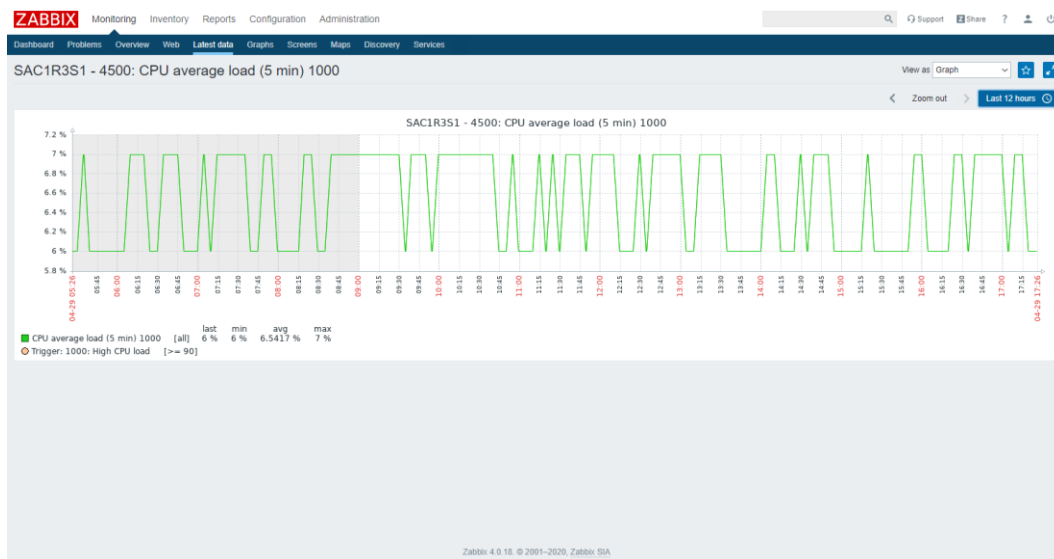 ZABBIX Monitoring Inventory Reports Configuration Administration Support Share ?
Dashboard Problems Overview Web Latest data Graphs Screens Maps Discovery Services
SAC1R3S1 - 4500: CPU average load (5 min) 1000 View as Graph
Zoom out Last 12 hours
SAC1R3S1 - 4500: CPU average load (5 min) 1000
7.2 %
7 %
6.8 %
6.6 %
6.4 %
6.2 %
6 %
5.8 %
04-29 05:26 05:45 06:00 06:15 06:30 06:45 07:00 07:15 07:30 07:45 08:00 08:15 08:30 08:45 09:00 09:15 09:30 09:45 10:00 10:15 10:30 10:45 11:00 11:15 11:30 11:45 12:00 12:15 12:30 12:45 13:00 13:15 13:30 13:45 14:00 14:15 14:30 14:45 15:00 15:15 15:30 15:45 16:00 16:15 16:30 16:45 17:00 17:15 04-29 17:26
last min avg max
CPU average load (5 min) 1000 [all] 6 % 6 % 6.5417 % 7 %
Trigger: 1000: High CPU load [>= 90]
Zabbix 4.0.18. © 2001–2020, Zabbix SIA